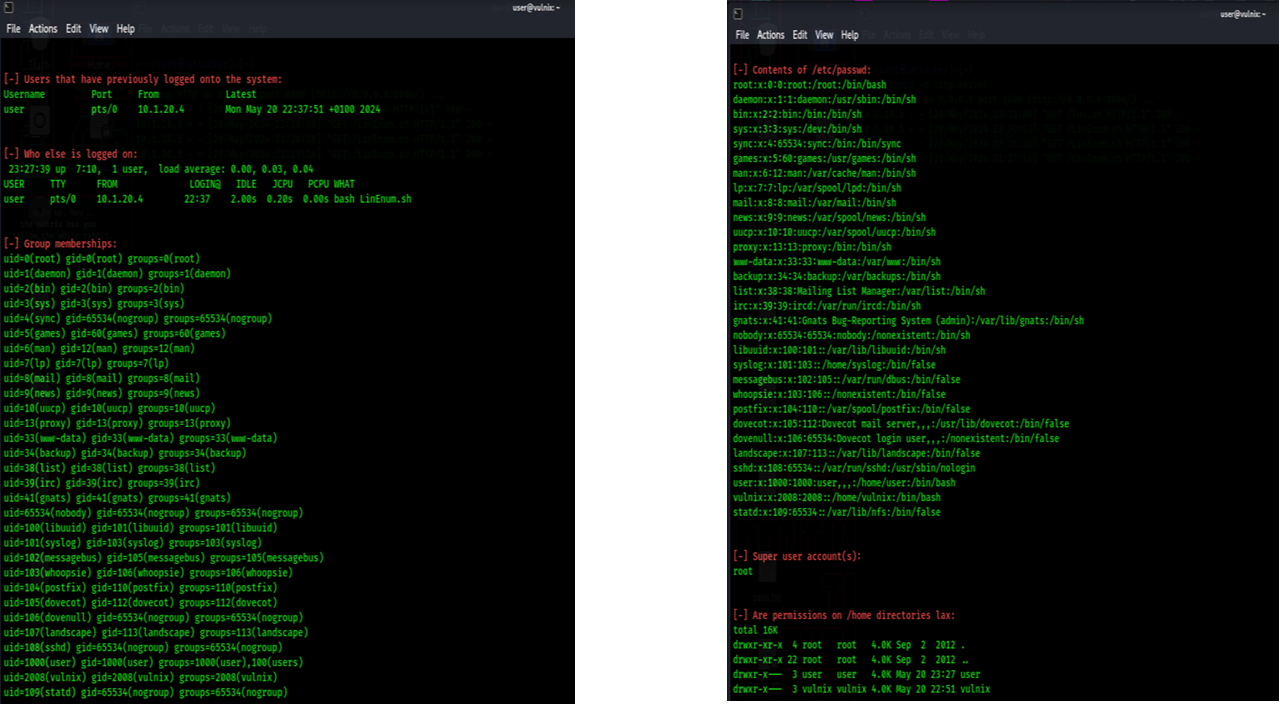 user@vulnix: ~
File Actions Edit View Help
[-] Users that have previously logged onto the system:
Username Port From Latest
user pts/0 10.1.20.4 Mon May 20 22:37:51 +0100 2024
[-] Who else is logged on:
23:27:39 up 7:10, 1 user, load average: 0.00, 0.03, 0.04
USER TTY FROM LOGIN@ IDLE JCPU PCPU WHAT
user pts/0 10.1.20.4 22:37 2.00s 0.20s 0.00s bash LinEnum.sh
[-] Group memberships:
uid=0(root) gid=0(root) groups=0(root)
uid=1(daemon) gid=1(daemon) groups=1(daemon)
uid=2(bin) gid=2(bin) groups=2(bin)
uid=3(sys) gid=3(sys) groups=3(sys)
uid=4(sync) gid=65534(nogroup) groups=65534(nogroup)
uid=5(games) gid=60(games) groups=60(games)
uid=6(man) gid=12(man) groups=12(man)
uid=7(lp) gid=7(lp) groups=7(lp)
uid=8(mail) gid=8(mail) groups=8(mail)
uid=9(news) gid=9(news) groups=9(news)
uid=10(uucp) gid=10(uucp) groups=10(uucp)
uid=13(proxy) gid=13(proxy) groups=13(proxy)
uid=33(www-data) gid=33(www-data) groups=33(www-data)
uid=34(backup) gid=34(backup) groups=34(backup)
uid=38(list) gid=38(list) groups=38(list)
uid=39(irc) gid=39(irc) groups=39(irc)
uid=41(gnats) gid=41(gnats) groups=41(gnats)
uid=65534(nobody) gid=65534(nogroup) groups=65534(nogroup)
uid=100(libuuid) gid=101(libuuid) groups=101(libuuid)
uid=101(syslog) gid=103(syslog) groups=103(syslog)
uid=102(messagebus) gid=105(messagebus) groups=105(messagebus)
uid=103(whoopsie) gid=106(whoopsie) groups=106(whoopsie)
uid=104(postfix) gid=110(postfix) groups=110(postfix)
uid=105(dovecot) gid=112(dovecot) groups=112(dovecot)
uid=106(dovenull) gid=65534(nogroup) groups=65534(nogroup)
uid=107(landscape) gid=113(landscape) groups=113(landscape)
uid=108(sshd) gid=65534(nogroup) groups=65534(nogroup)
uid=1000(user) gid=1000(user) groups=1000(user),100(users)
uid=2008(vulnix) gid=2008(vulnix) groups=2008(vulnix)
uid=109(statd) gid=65534(nogroup) groups=65534(nogroup)
user@vulnix: ~
File Actions Edit View Help
[-] Contents of /etc/passwd:
root:x:0:0:root:/root:/bin/bash
daemon:x:1:1:daemon:/usr/sbin:/bin/sh
bin:x:2:2:bin:/bin:/bin/sh
sys:x:3:3:sys:/dev:/bin/sh
sync:x:4:65534:sync:/bin:/bin/sync
games:x:5:60:games:/usr/games:/bin/sh
man:x:6:12:man:/var/cache/man:/bin/sh
lp:x:7:7:lp:/var/spool/lpd:/bin/sh
mail:x:8:8:mail:/var/mail:/bin/sh
news:x:9:9:news:/var/spool/news:/bin/sh
uucp:x:10:10:uucp:/var/spool/uucp:/bin/sh
proxy:x:13:13:proxy:/bin:/bin/sh
www-data:x:33:33:www-data:/var/www:/bin/sh
backup:x:34:34:backup:/var/backups:/bin/sh
list:x:38:38:Mailing List Manager:/var/list:/bin/sh
irc:x:39:39:ircd:/var/run/ircd:/bin/sh
gnats:x:41:41:Gnats Bug-Reporting System (admin):/var/lib/gnats:/bin/sh
nobody:x:65534:65534:nobody:/nonexistent:/bin/sh
libuuid:x:100:101::/var/lib/libuuid:/bin/sh
syslog:x:101:103::/home/syslog:/bin/false
messagebus:x:102:105::/var/run/dbus:/bin/false
whoopsie:x:103:106::/nonexistent:/bin/false
postfix:x:104:110::/var/spool/postfix:/bin/false
dovecot:x:105:112:Dovecot mail server,,,:/usr/lib/dovecot:/bin/false
dovenull:x:106:65534:Dovecot login user,,,:/nonexistent:/bin/false
landscape:x:107:113::/var/lib/landscape:/bin/false
sshd:x:108:65534::/var/run/sshd:/usr/sbin/nologin
user:x:1000:1000:user,,,:/home/user:/bin/bash
vulnix:x:2008:2008::/home/vulnix:/bin/bash
statd:x:109:65534::/var/lib/nfs:/bin/false
[-] Super user account(s):
root
[-] Are permissions on /home directories lax:
total 16K
drwxr-xr-x 4 root root 4.0K Sep 2 2012 .
drwxr-xr-x 22 root root 4.0K Sep 2 2012 ..
drwxr-x--- 3 user user 4.0K May 20 23:27 user
drwxr-x--- 3 vulnix vulnix 4.0K May 20 22:51 vulnix